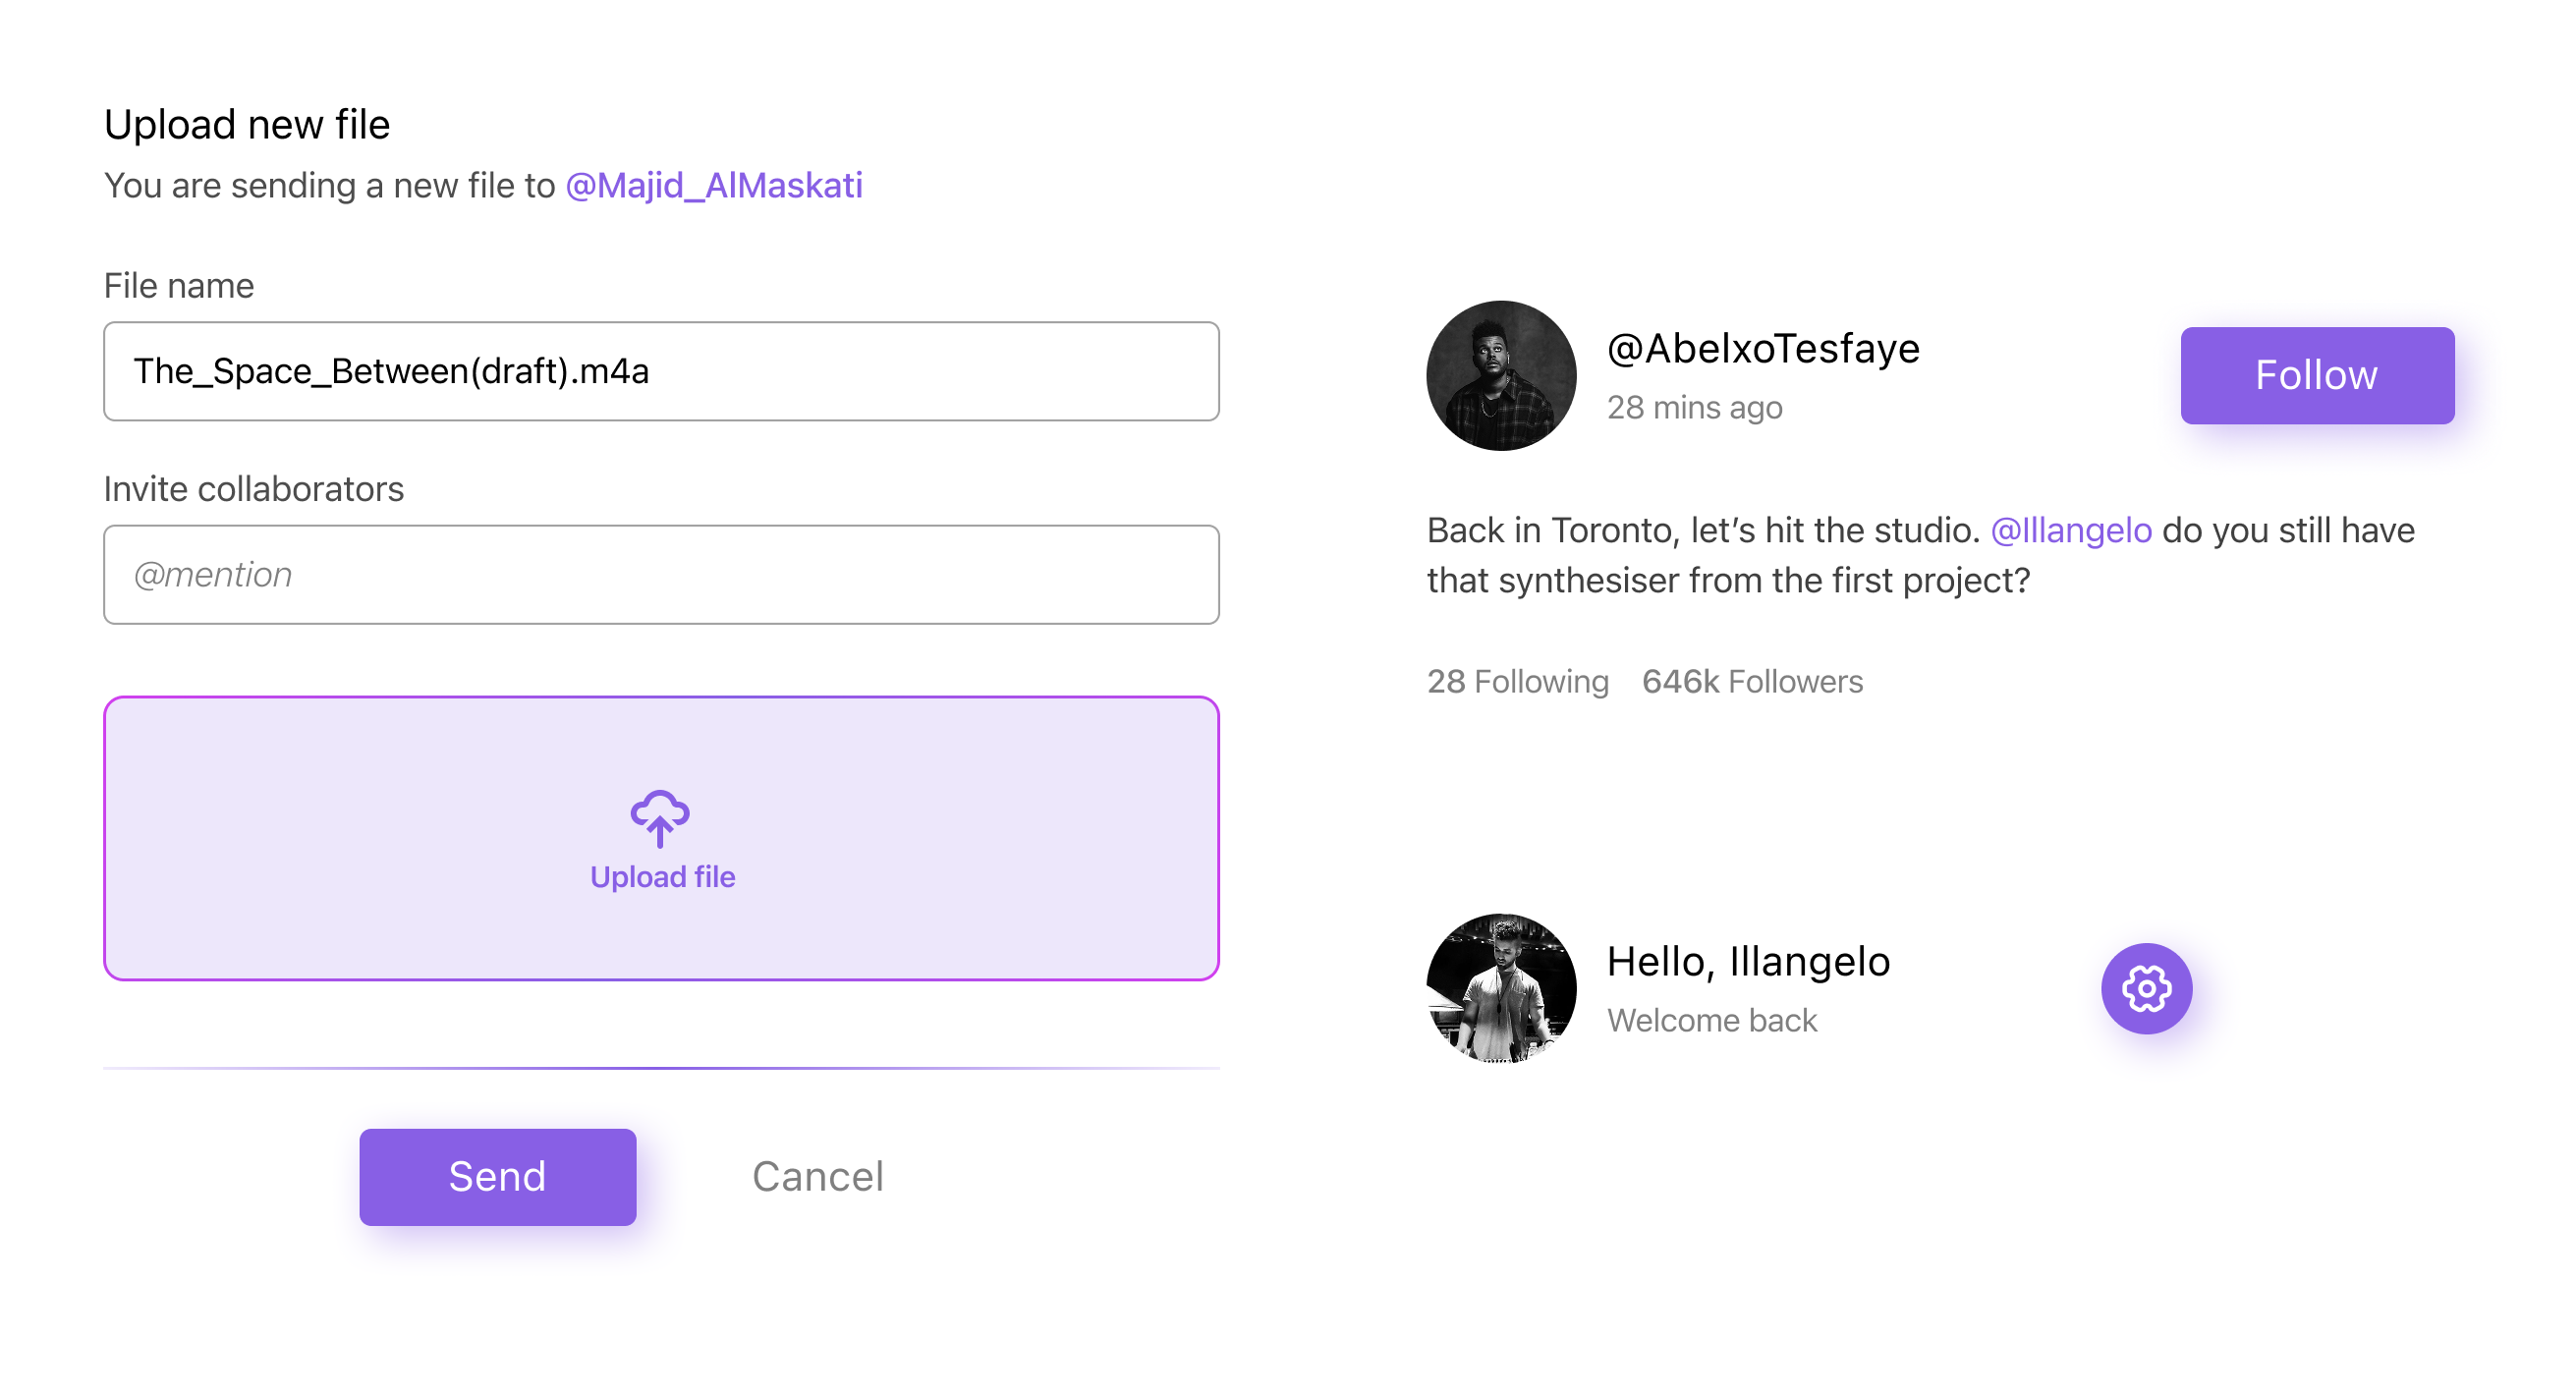 Upload new file
You are sending a new file to @Majid_AlMaskati
File name
The_Space_Between(draft).m4a
Invite collaborators
@mention
Upload file
Send
Cancel
@AbelxoTesfaye
28 mins ago
Follow
Back in Toronto, let’s hit the studio. @Illangelo do you still have
that synthesiser from the first project?
28 Following 646k Followers
Hello, Illangelo
Welcome back